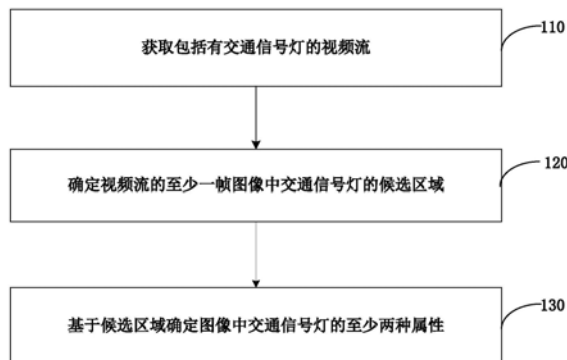 获取包括有交通信号灯的视频流
110
确定视频流的至少一帧图像中交通信号灯的候选区域
120
基于候选区域确定图像中交通信号灯的至少两种属性
130